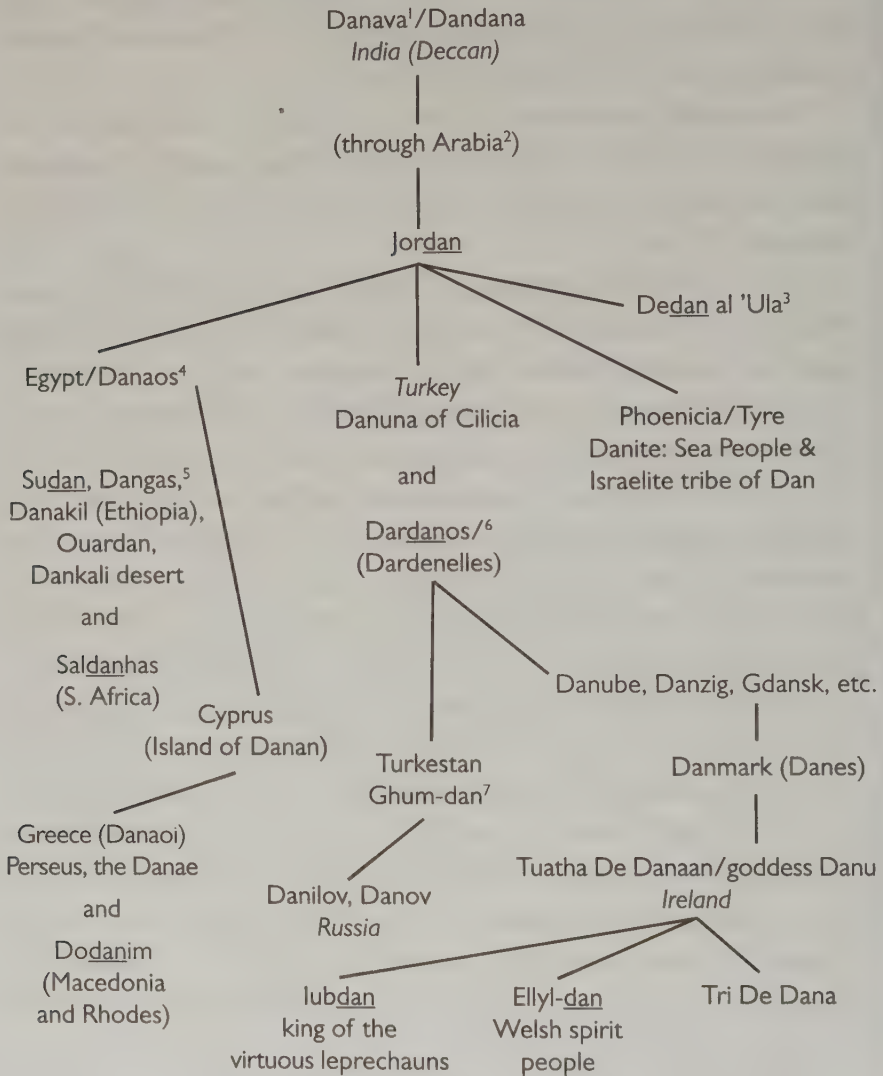 Danava¹/Dandana
India (Deccan)
(through Arabia²)
Jordan
Dedan al 'Ula³
Egypt/Danaos⁴
Turkey
Danuna of Cilicia
Phoenicia/Tyre
Danite: Sea People &
Israelite tribe of Dan
and
Sudan, Dangas,⁵
Danakil (Ethiopia),
Ouardan,
Dankali desert
and
Saldanhas
(S. Africa)
Dardanos/⁶
(Dardenelles)
Danube, Danzig, Gdansk, etc.
Cyprus
(Island of Danan)
Turkestan
Ghum-dan⁷
Danmark (Danes)
Greece (Danaoi)
Perseus, the Danae
and
Dodanim
(Macedonia
and Rhodes)
Danilov, Danov
Russia
Tuatha De Danaan/goddess Danu
Ireland
Iubdan
king of the
virtuous leprechauns
Ellyl-dan
Welsh spirit
people
Tri De Dana